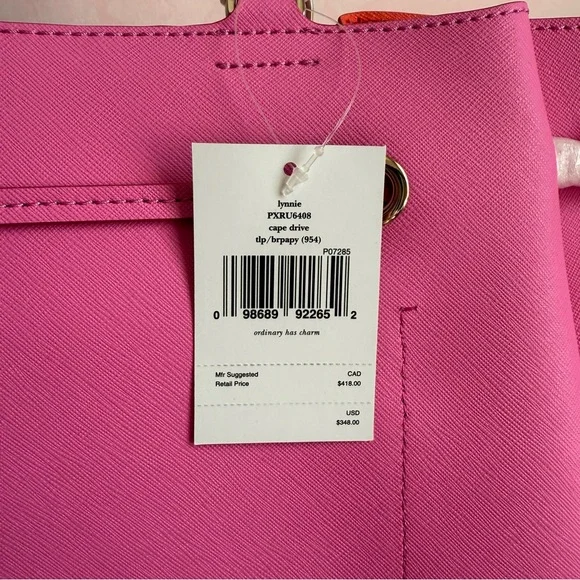 lynnie
PXRU6408
cape drive
tlp/brpapy (954)
P07285
0 98689 92265 2
ordinary has charm
Mfr Suggested CAD
Retail Price $418.00
USD
$348.00